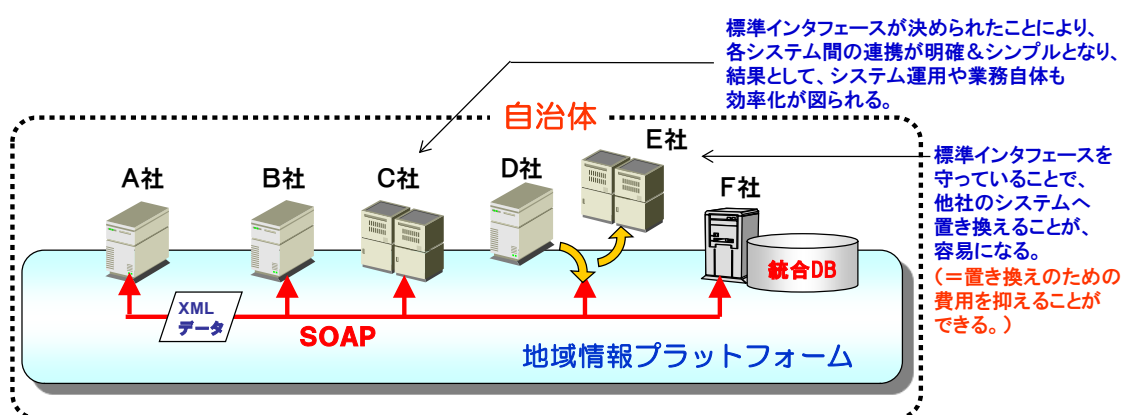 標準インタフェースが決められたことにより、
各システム間の連携が明確＆シンプルとなり、
結果として、システム運用や業務自体も
効率化が図られる。
自治体
A社
B社
C社
D社
E社
F社
標準インタフェースを
守っていることで、
他社のシステムへ
置き換えることが、
容易になる。
（＝置き換えのための
費用を抑えることが
できる。）
統合DB
XML
データ
SOAP
地域情報プラットフォーム